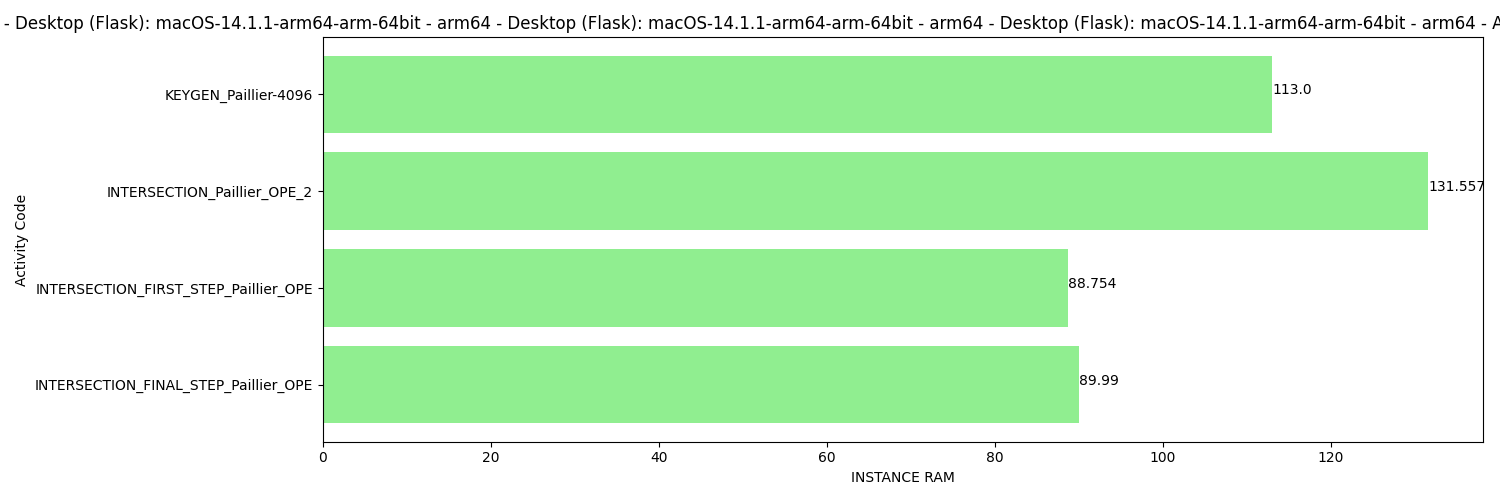 - Desktop (Flask): macOS-14.1.1-arm64-arm-64bit - arm64 - Desktop (Flask): macOS-14.1.1-arm64-arm-64bit - arm64 - Desktop (Flask): macOS-14.1.1-arm64-arm-64bit - arm64 - A
KEYGEN_Paillier-4096
113.0
INTERSECTION_Paillier_OPE_2
131.557
Activity Code
INTERSECTION_FIRST_STEP_Paillier_OPE
88.754
INTERSECTION_FINAL_STEP_Paillier_OPE
89.99
0 20 40 60 80 100 120
INSTANCE RAM